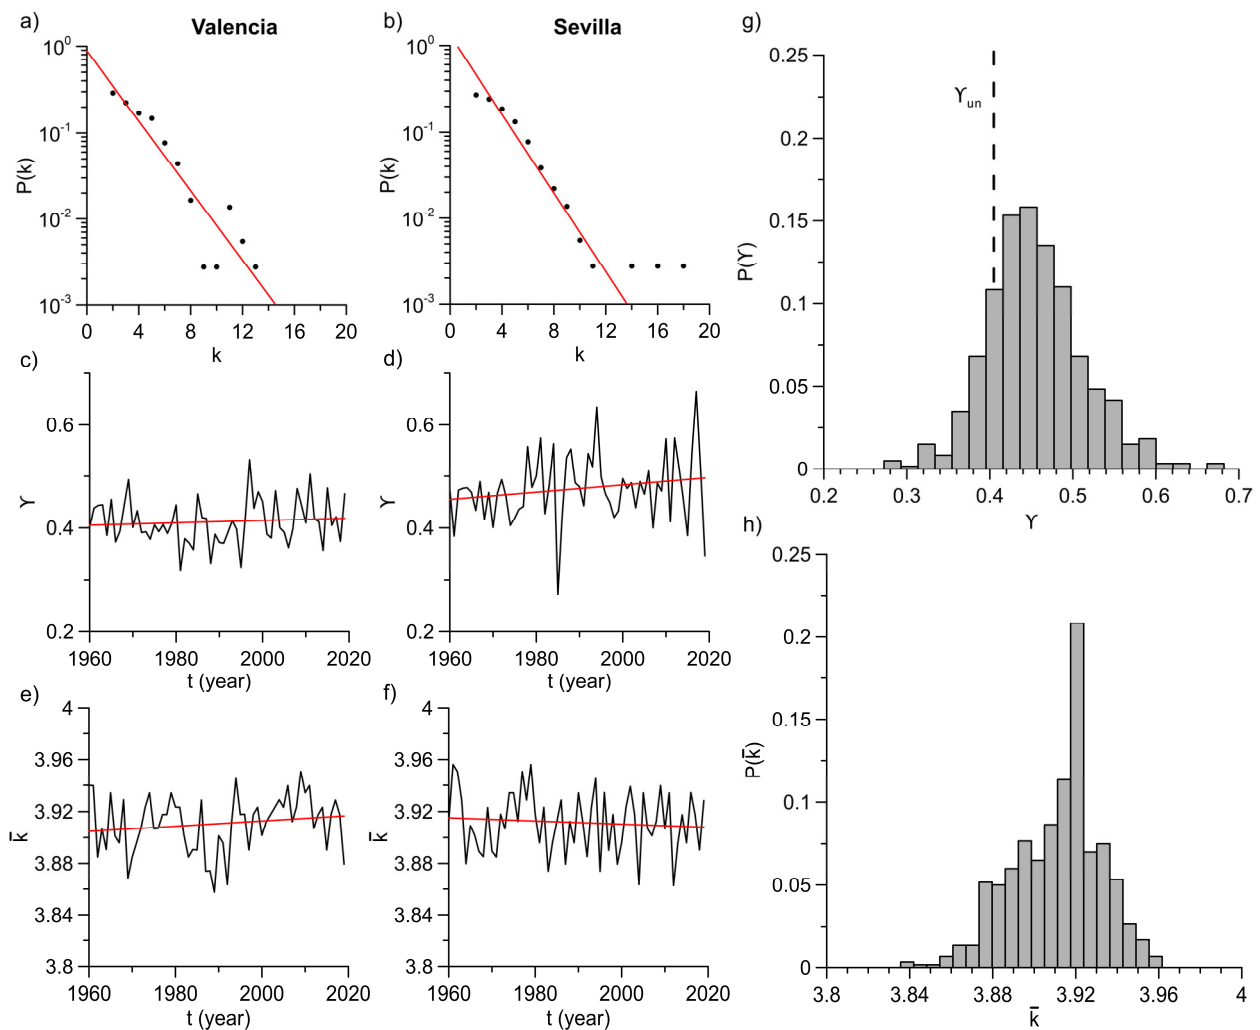 a)
Valencia
10^0
10^-1
10^-2
10^-3
P(k)
0 4 8 12 16 20
k
b)
Sevilla
10^0
10^-1
10^-2
10^-3
P(k)
0 4 8 12 16 20
k
c)
0.6
0.4
0.2
ϒ
1960 1980 2000 2020
t (year)
d)
0.6
0.4
0.2
ϒ
1960 1980 2000 2020
t (year)
e)
4
3.96
3.92
3.88
3.84
3.8
k̄
1960 1980 2000 2020
t (year)
f)
4
3.96
3.92
3.88
3.84
3.8
k̄
1960 1980 2000 2020
t (year)
g)
0.25
0.2
0.15
0.1
0.05
0
P(ϒ)
ϒun
0.2 0.3 0.4 0.5 0.6 0.7
ϒ
h)
0.25
0.2
0.15
0.1
0.05
0
P(k̄)
3.8 3.84 3.88 3.92 3.96 4
k̄